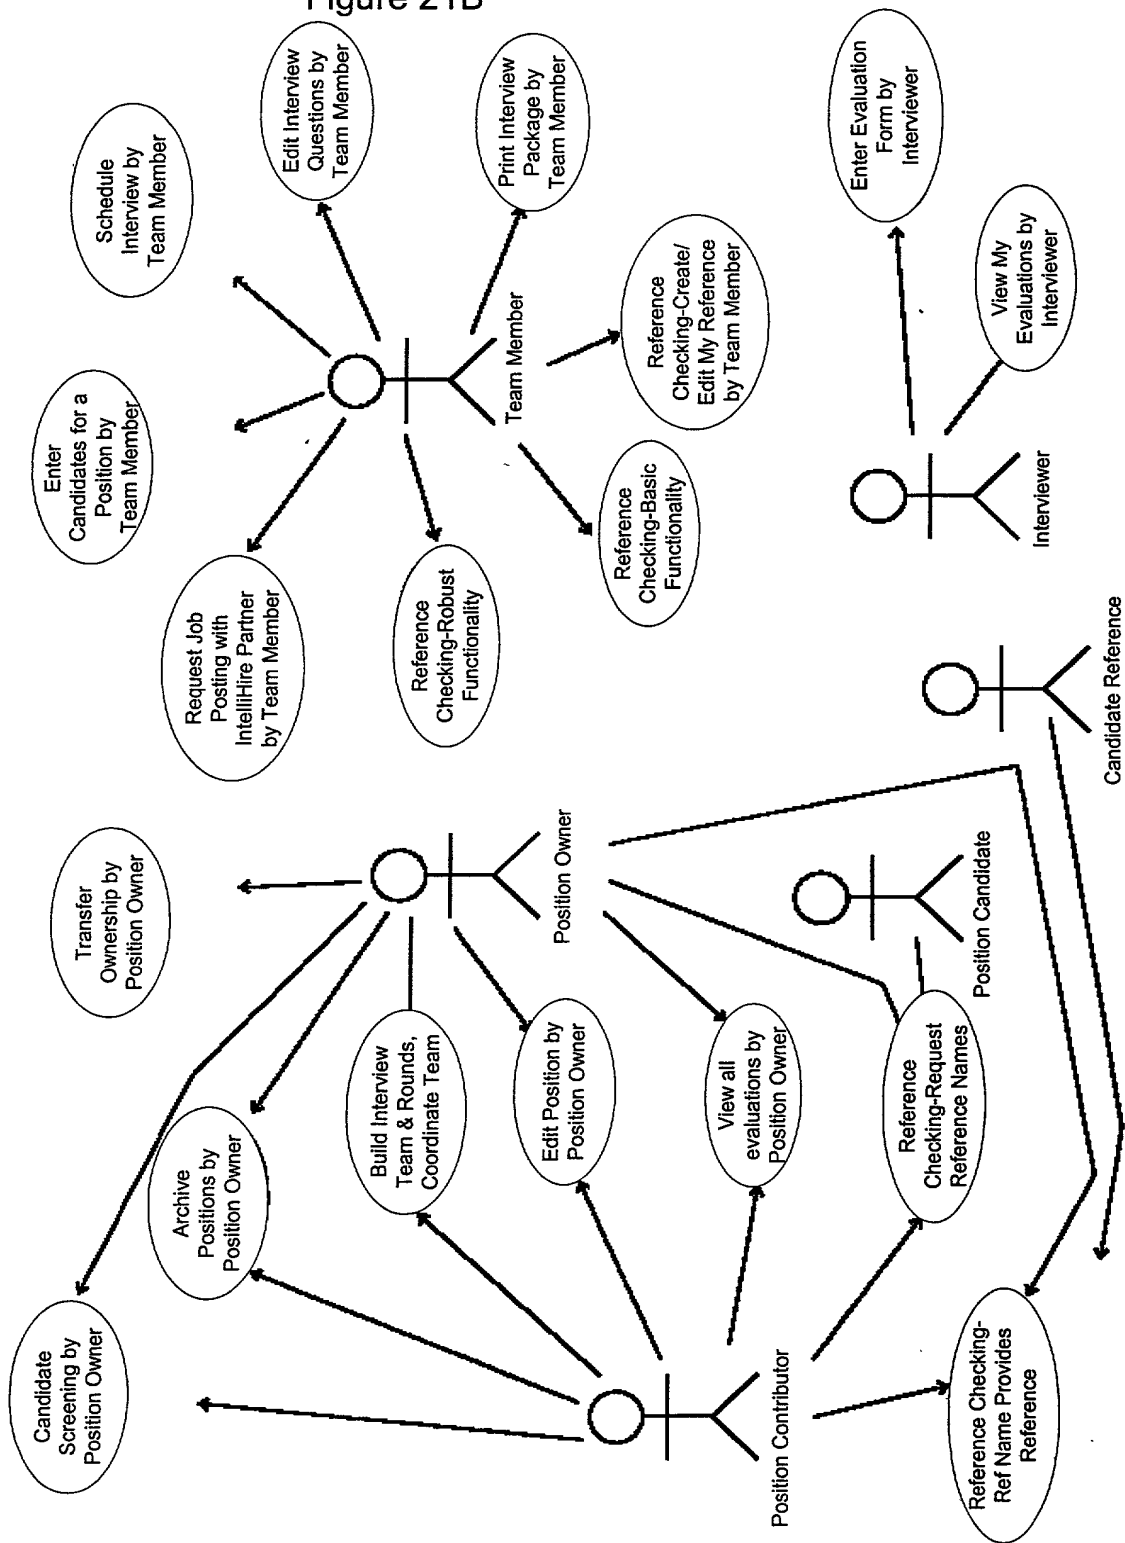 Figure 21B
Candidate
Screening by
Position Owner
Transfer
Ownership by
Position Owner
Enter
Candidates for a
Position by
Team Member
Schedule
Interview by
Team Member
Archive
Positions by
Position Owner
Request Job
Posting with
IntelliHire Partner
by Team Member
Edit Interview
Questions by
Team Member
Build Interview
Team & Rounds,
Coordinate Team
Reference
Checking-Robust
Functionality
Print Interview
Package by
Team Member
Team Member
Edit Position by
Position Owner
Position Owner
Reference
Checking-Basic
Functionality
Reference
Checking-Create/
Edit My Reference
by Team Member
View all
evaluations by
Position Owner
Position Contributor
Reference
Checking-Request
Reference Names
Position Candidate
Enter Evaluation
Form by
Interviewer
View My
Evaluations by
Interviewer
Interviewer
Reference Checking-
Ref Name Provides
Reference
Candidate Reference